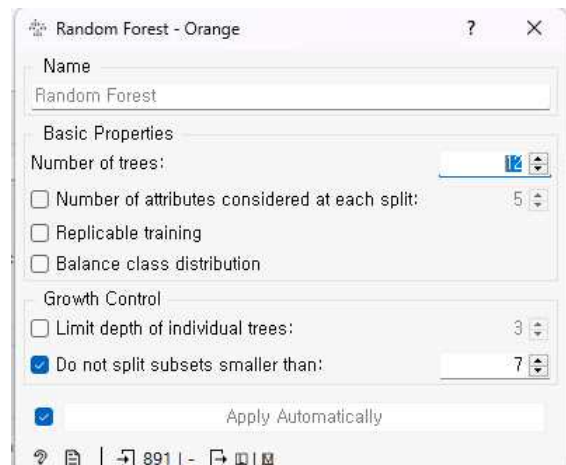 Random Forest - Orange ? ×
Name
Random Forest
Basic Properties
Number of trees: 12
Number of attributes considered at each split: 5
Replicable training
Balance class distribution
Growth Control
Limit depth of individual trees: 3
Do not split subsets smaller than: 7
Apply Automatically
? | 891 | -